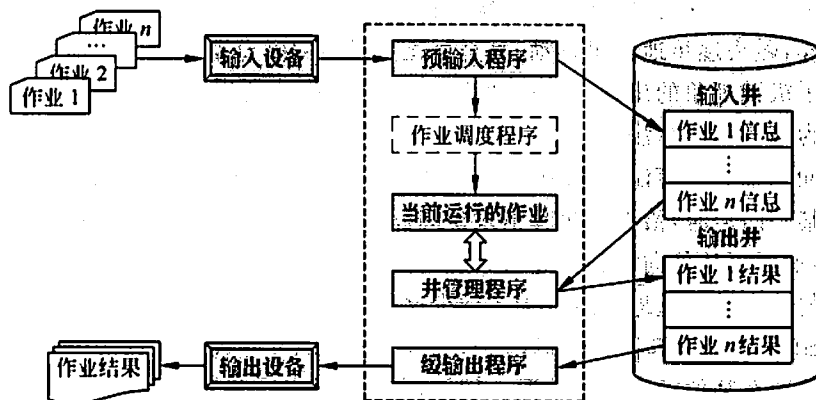 作业 n
…
作业 2
作业 1
输入设备
预输入程序
作业调度程序
当前运行的作业
井管理程序
缓输出程序
输入井
作业 1 信息
⋮
作业 n 信息
输出井
作业 1 结果
⋮
作业 n 结果
输出设备
作业结果